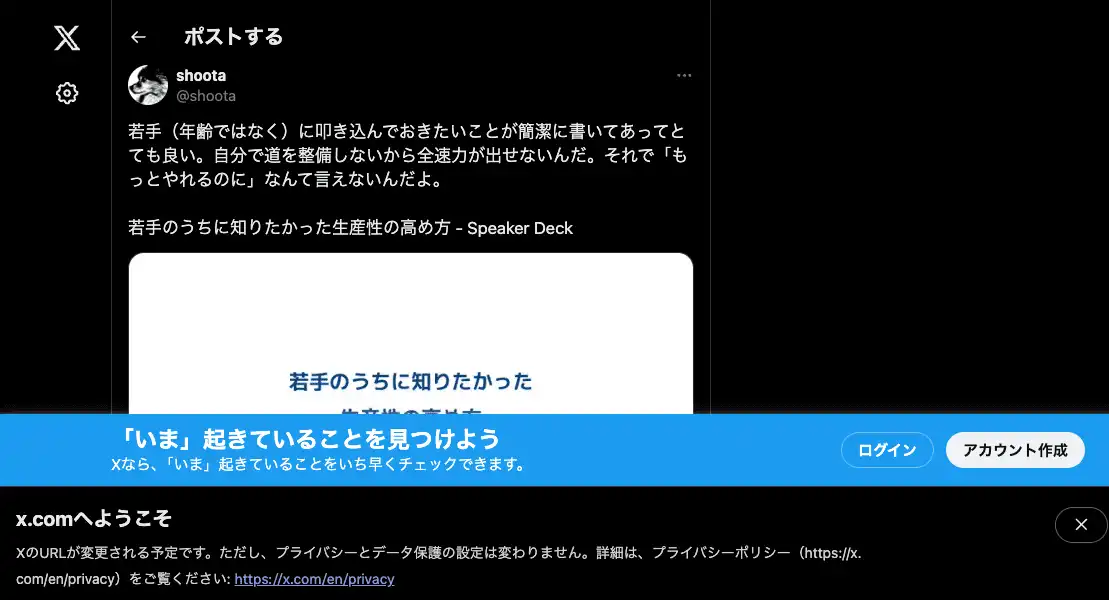 ポストする
shoota
@shoota
若手（年齢ではなく）に叩き込んでおきたいことが簡潔に書いてあってと
ても良い。自分で道を整備しないから全速力が出せないんだ。それで「も
っとやれるのに」なんて言えないんだよ。
若手のうちに知りたかった生産性の高め方 - Speaker Deck
若手のうちに知りたかった
生産性の高め方
「いま」起きていることを見つけよう
Xなら、「いま」起きていることをいち早くチェックできます。
ログイン
アカウント作成
x.comへようこそ
XのURLが変更される予定です。ただし、プライバシーとデータ保護の設定は変わりません。詳細は、プライバシーポリシー（https://x.
com/en/privacy）をご覧ください: https://x.com/en/privacy